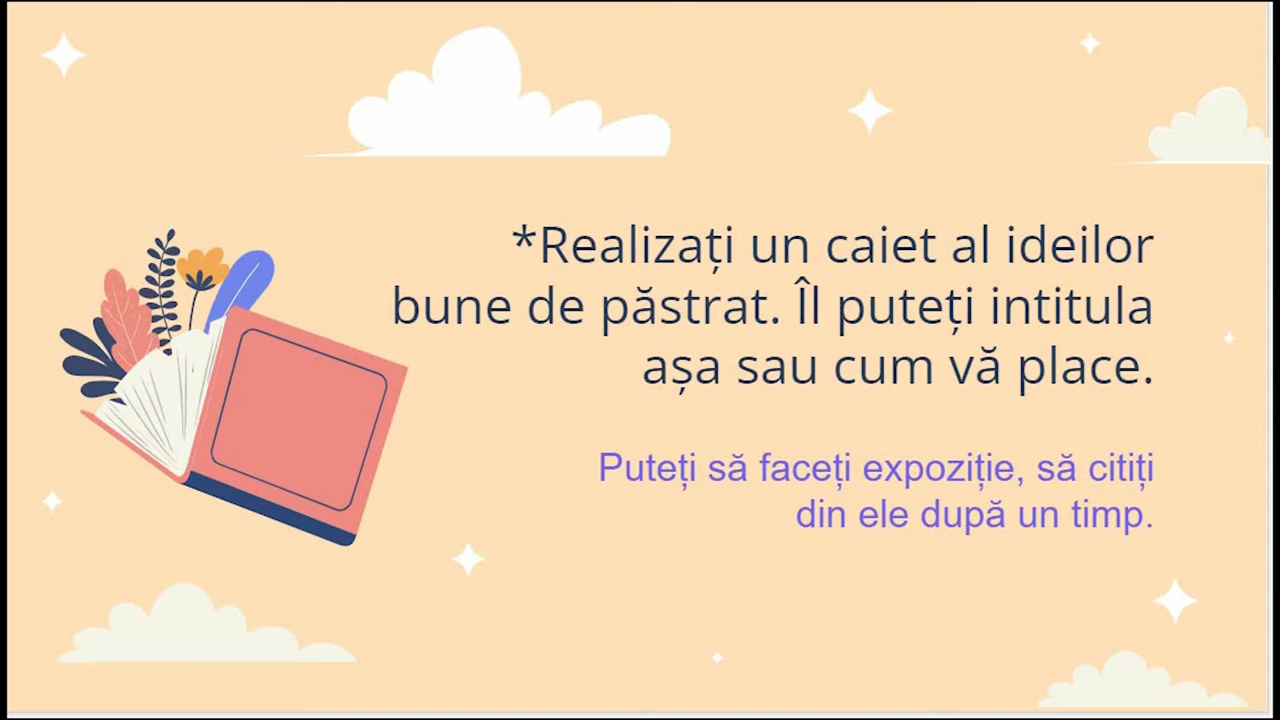 *Realizați un caiet al ideilor
bune de păstrat. Îl puteți intitula
așa sau cum vă place.
Puteți să faceți expoziție, să citiți
din ele după un timp.